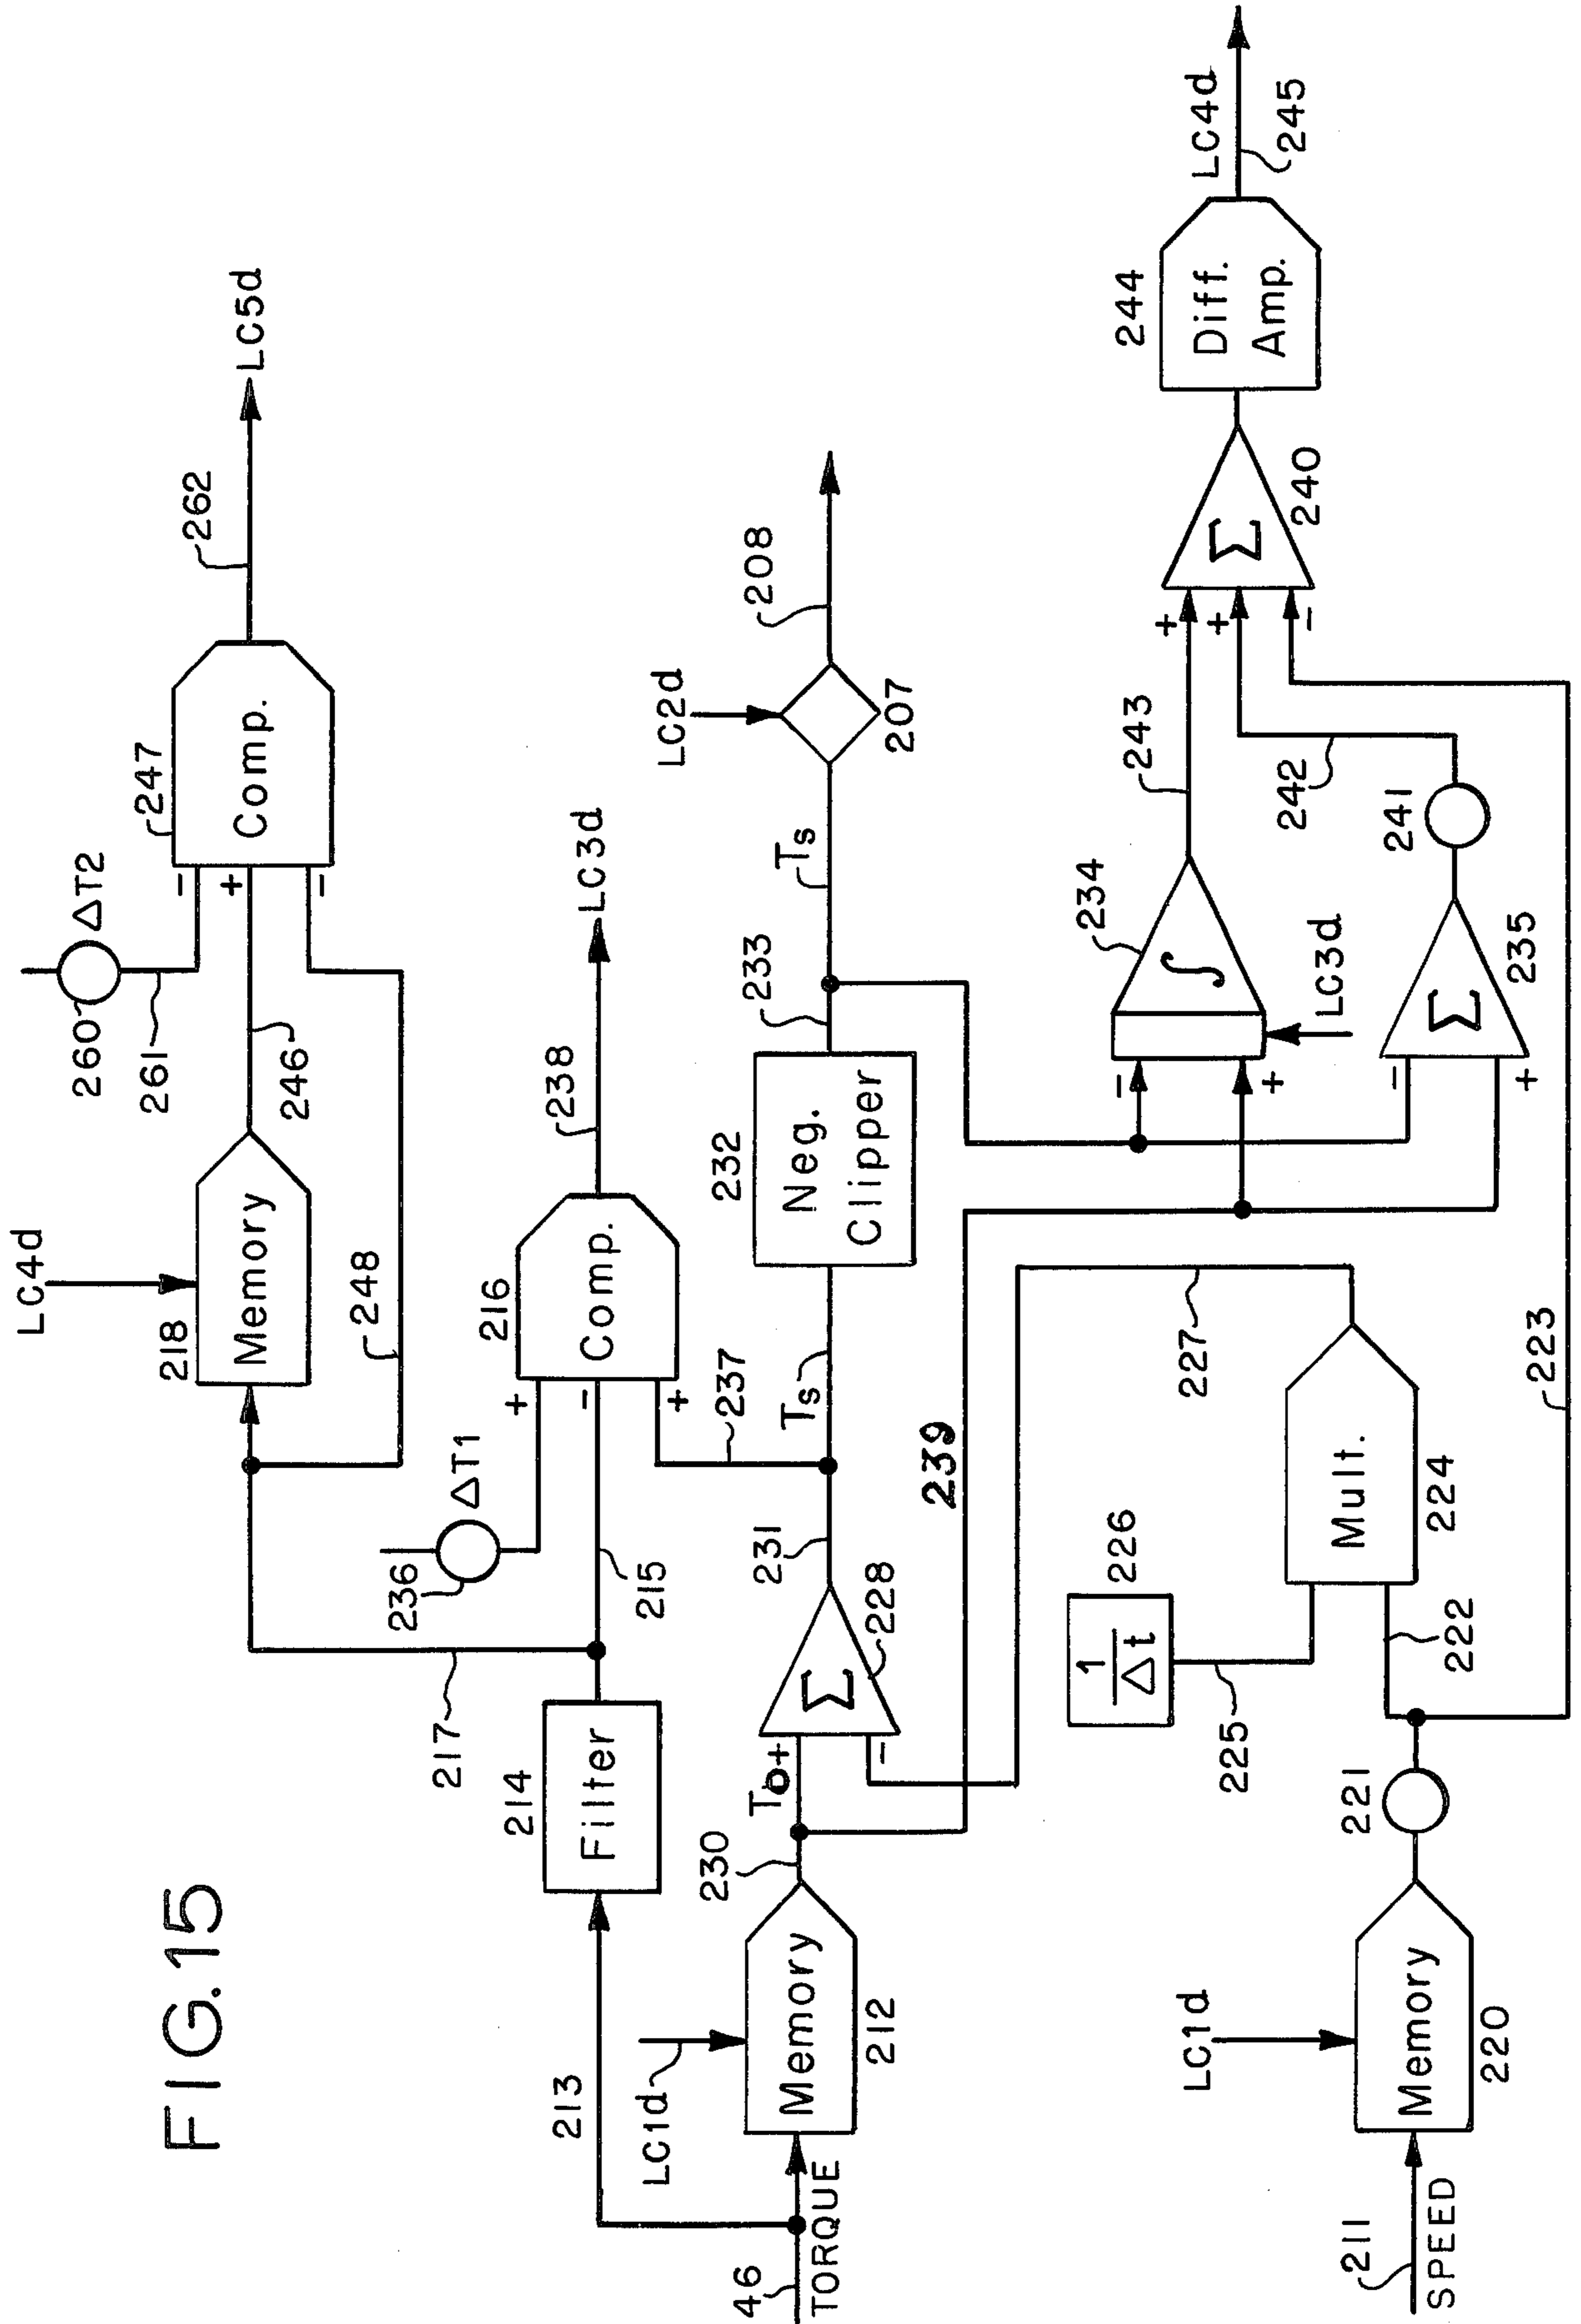 FIG.15
LC4d
218
Memory
248
246
260
ΔT2
261
-
+
-
247
Comp.
262
LC5d
217
213
214
Filter
236
ΔT1
215
+
-
+
216
Comp.
237
238
LC3d
46
TORQUE
LC1d
Memory
212
230
To
+
-
Σ
228
231
Ts
232
Neg.
Clipper
233
Ts
LC2d
207
208
239
211
SPEED
LC1d
Memory
220
221
222
225
226
1
Δt
Mult.
224
227
223
-
+
∫
234
LC3d
243
-
+
Σ
235
241
242
+
+
-
Σ
240
244
Diff.
Amp.
LC4d
245